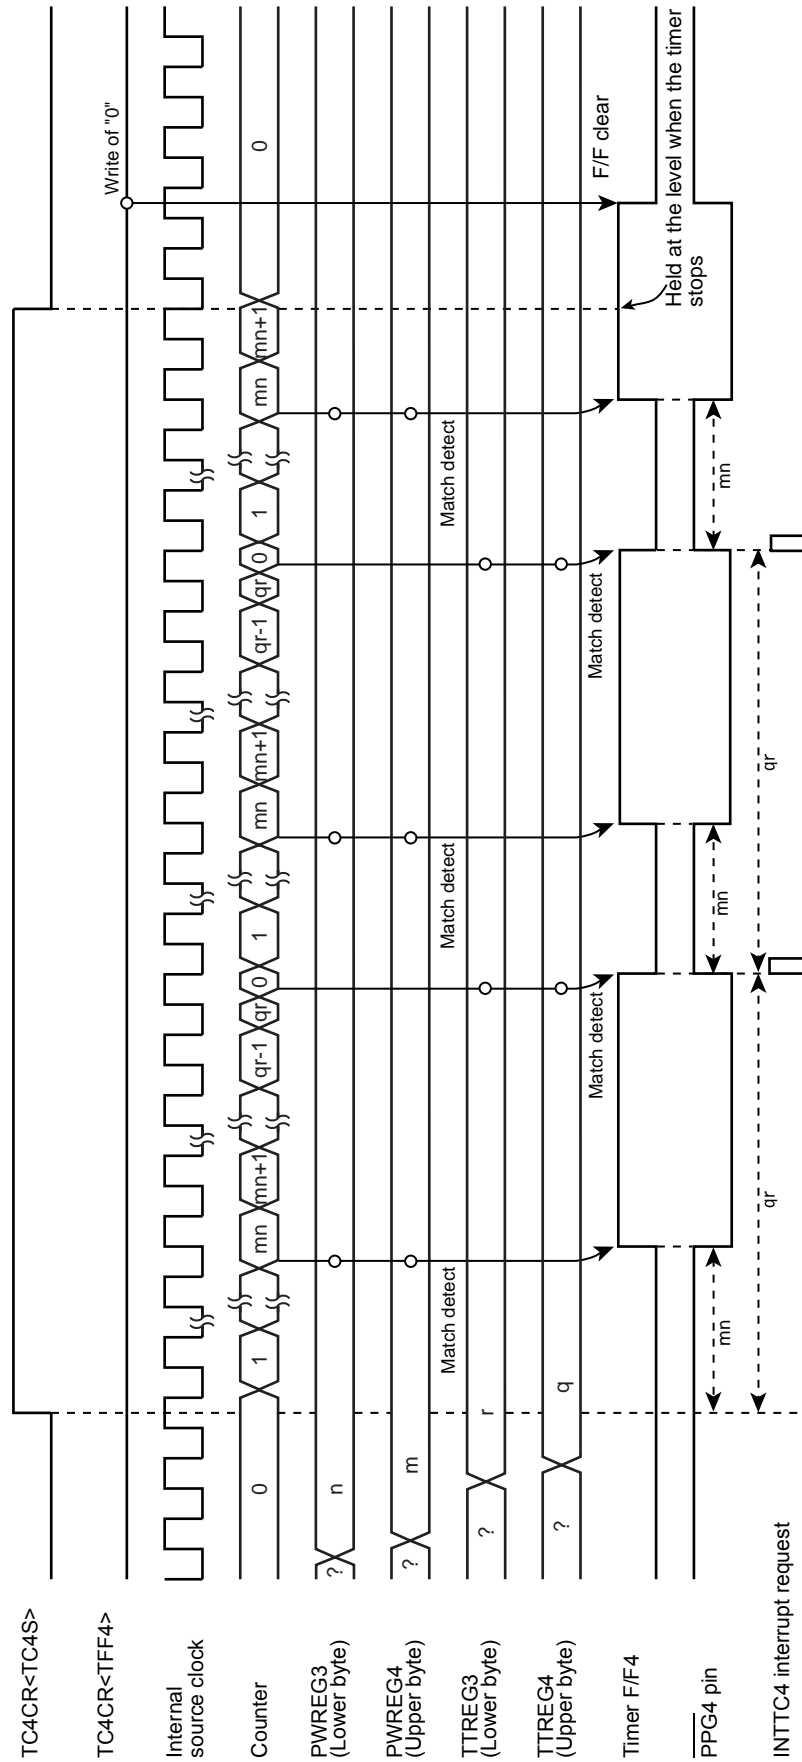 TC4CR<TC4S>
Write of "0"
TC4CR<TFF4>
Internal
source clock
Counter
0 1 mn mn+1 qr-1 qr 0 1 mn mn+1 qr-1 qr 0 1 mn mn+1 0
PWREG3
(Lower byte)
? n
PWREG4
(Upper byte)
? m
Match detect
Match detect
Match detect
TTREG3
(Lower byte)
? r
TTREG4
(Upper byte)
? q
Match detect
Match detect
F/F clear
Timer F/F4
Held at the level when the timer
stops
PPG4 pin
mn
mn
mn
qr
qr
INTTC4 interrupt request